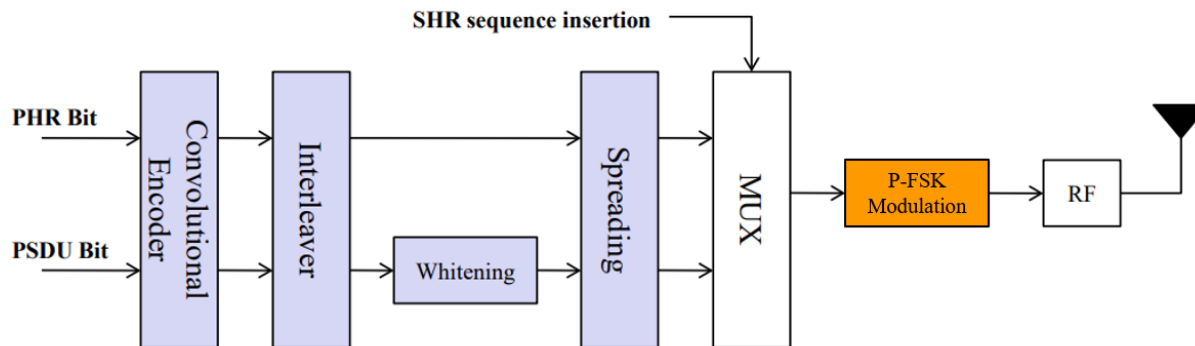 SHR sequence insertion
PHR Bit
PSDU Bit
Convolutional
Encoder
Interleaver
Whitening
Spreading
MUX
P-FSK
Modulation
RF